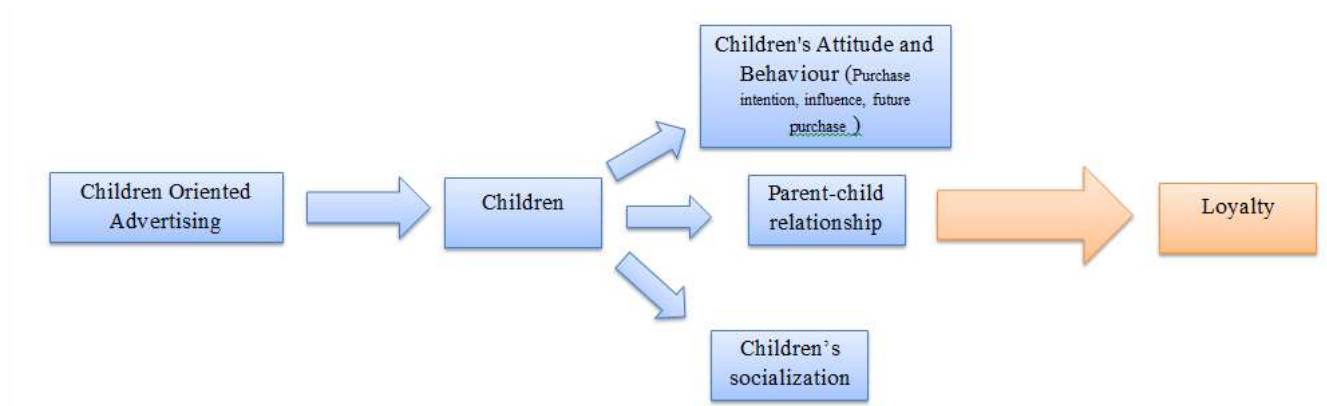 Children Oriented
Advertising
Children
Children's Attitude and
Behaviour (Purchase
intention, influence, future
purchase )
Parent-child
relationship
Children’s
socialization
Loyalty